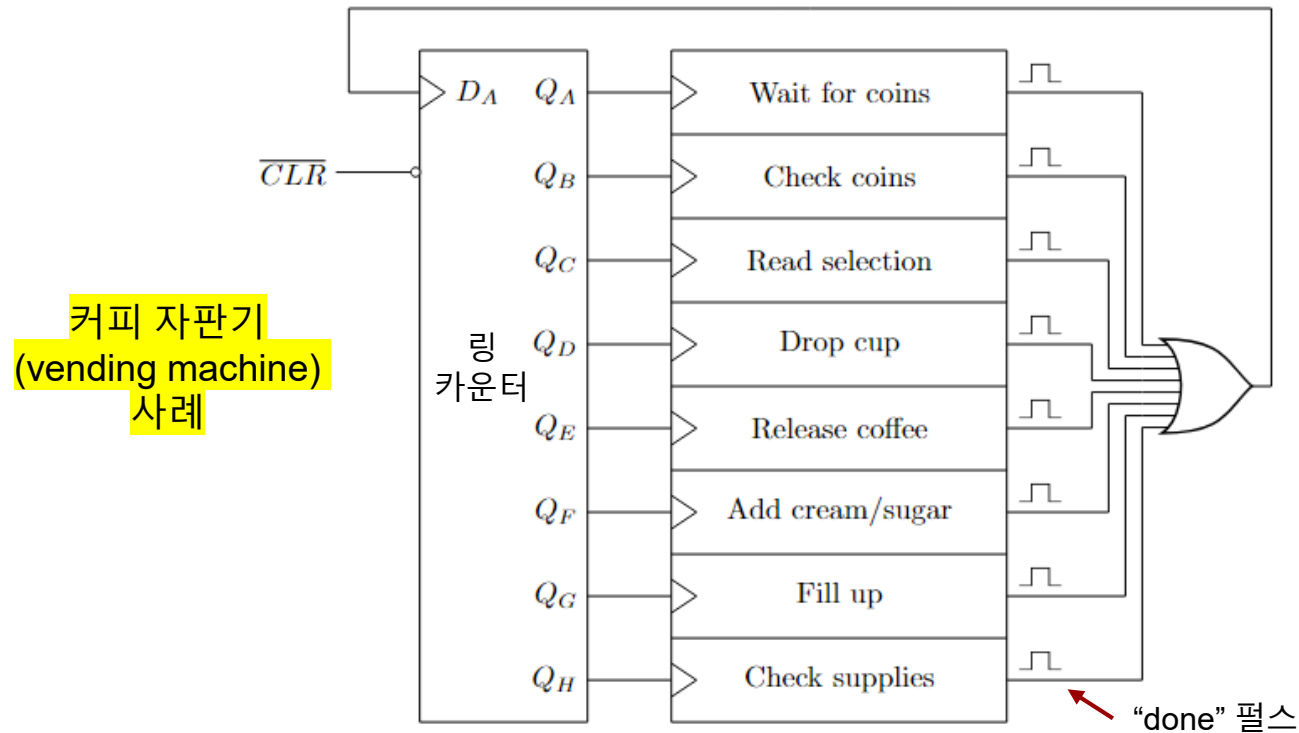 D_A Q_A Wait for coins
\overline{CLR} Q_B Check coins
Q_C Read selection
커피 자판기
(vending machine)
사례
링
카운터
Q_D Drop cup
Q_E Release coffee
Q_F Add cream/sugar
Q_G Fill up
Q_H Check supplies
“done” 펄스